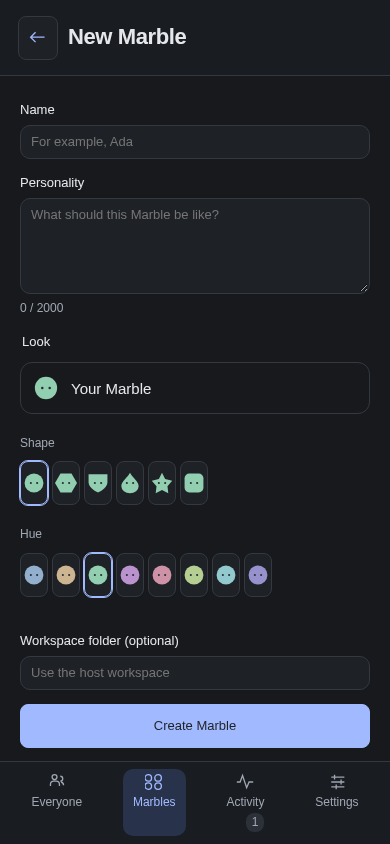 New Marble
Name
For example, Ada
Personality
What should this Marble be like?
0 / 2000
Look
Your Marble
Shape
Hue
Workspace folder (optional)
Use the host workspace
Create Marble
Everyone
Marbles
Activity
1
Settings